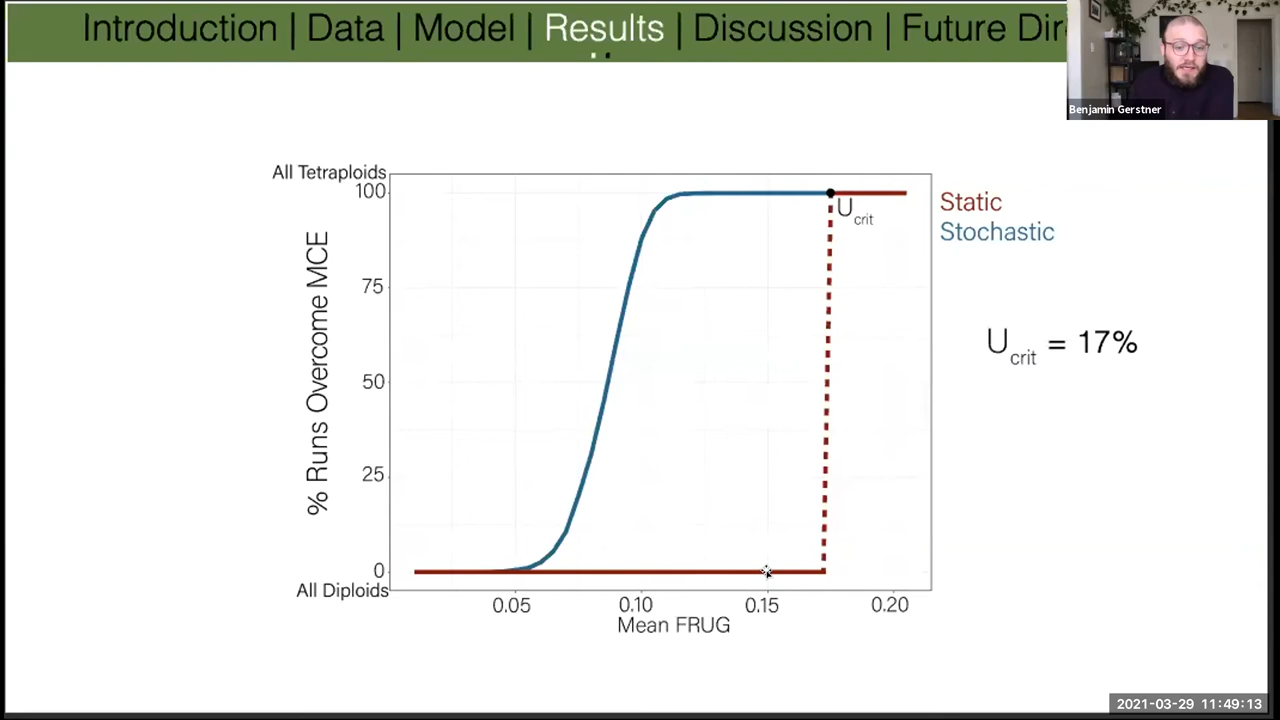 Introduction | Data | Model | Results | Discussion | Future Dir
Benjamin Gerstner
All Tetraploids
100
75
50
25
0
All Diploids
% Runs Overcome MCE
0.05 0.10 0.15 0.20
Mean FRUG
U crit
Static
Stochastic
U crit = 17%
2021-03-29 11:49:13